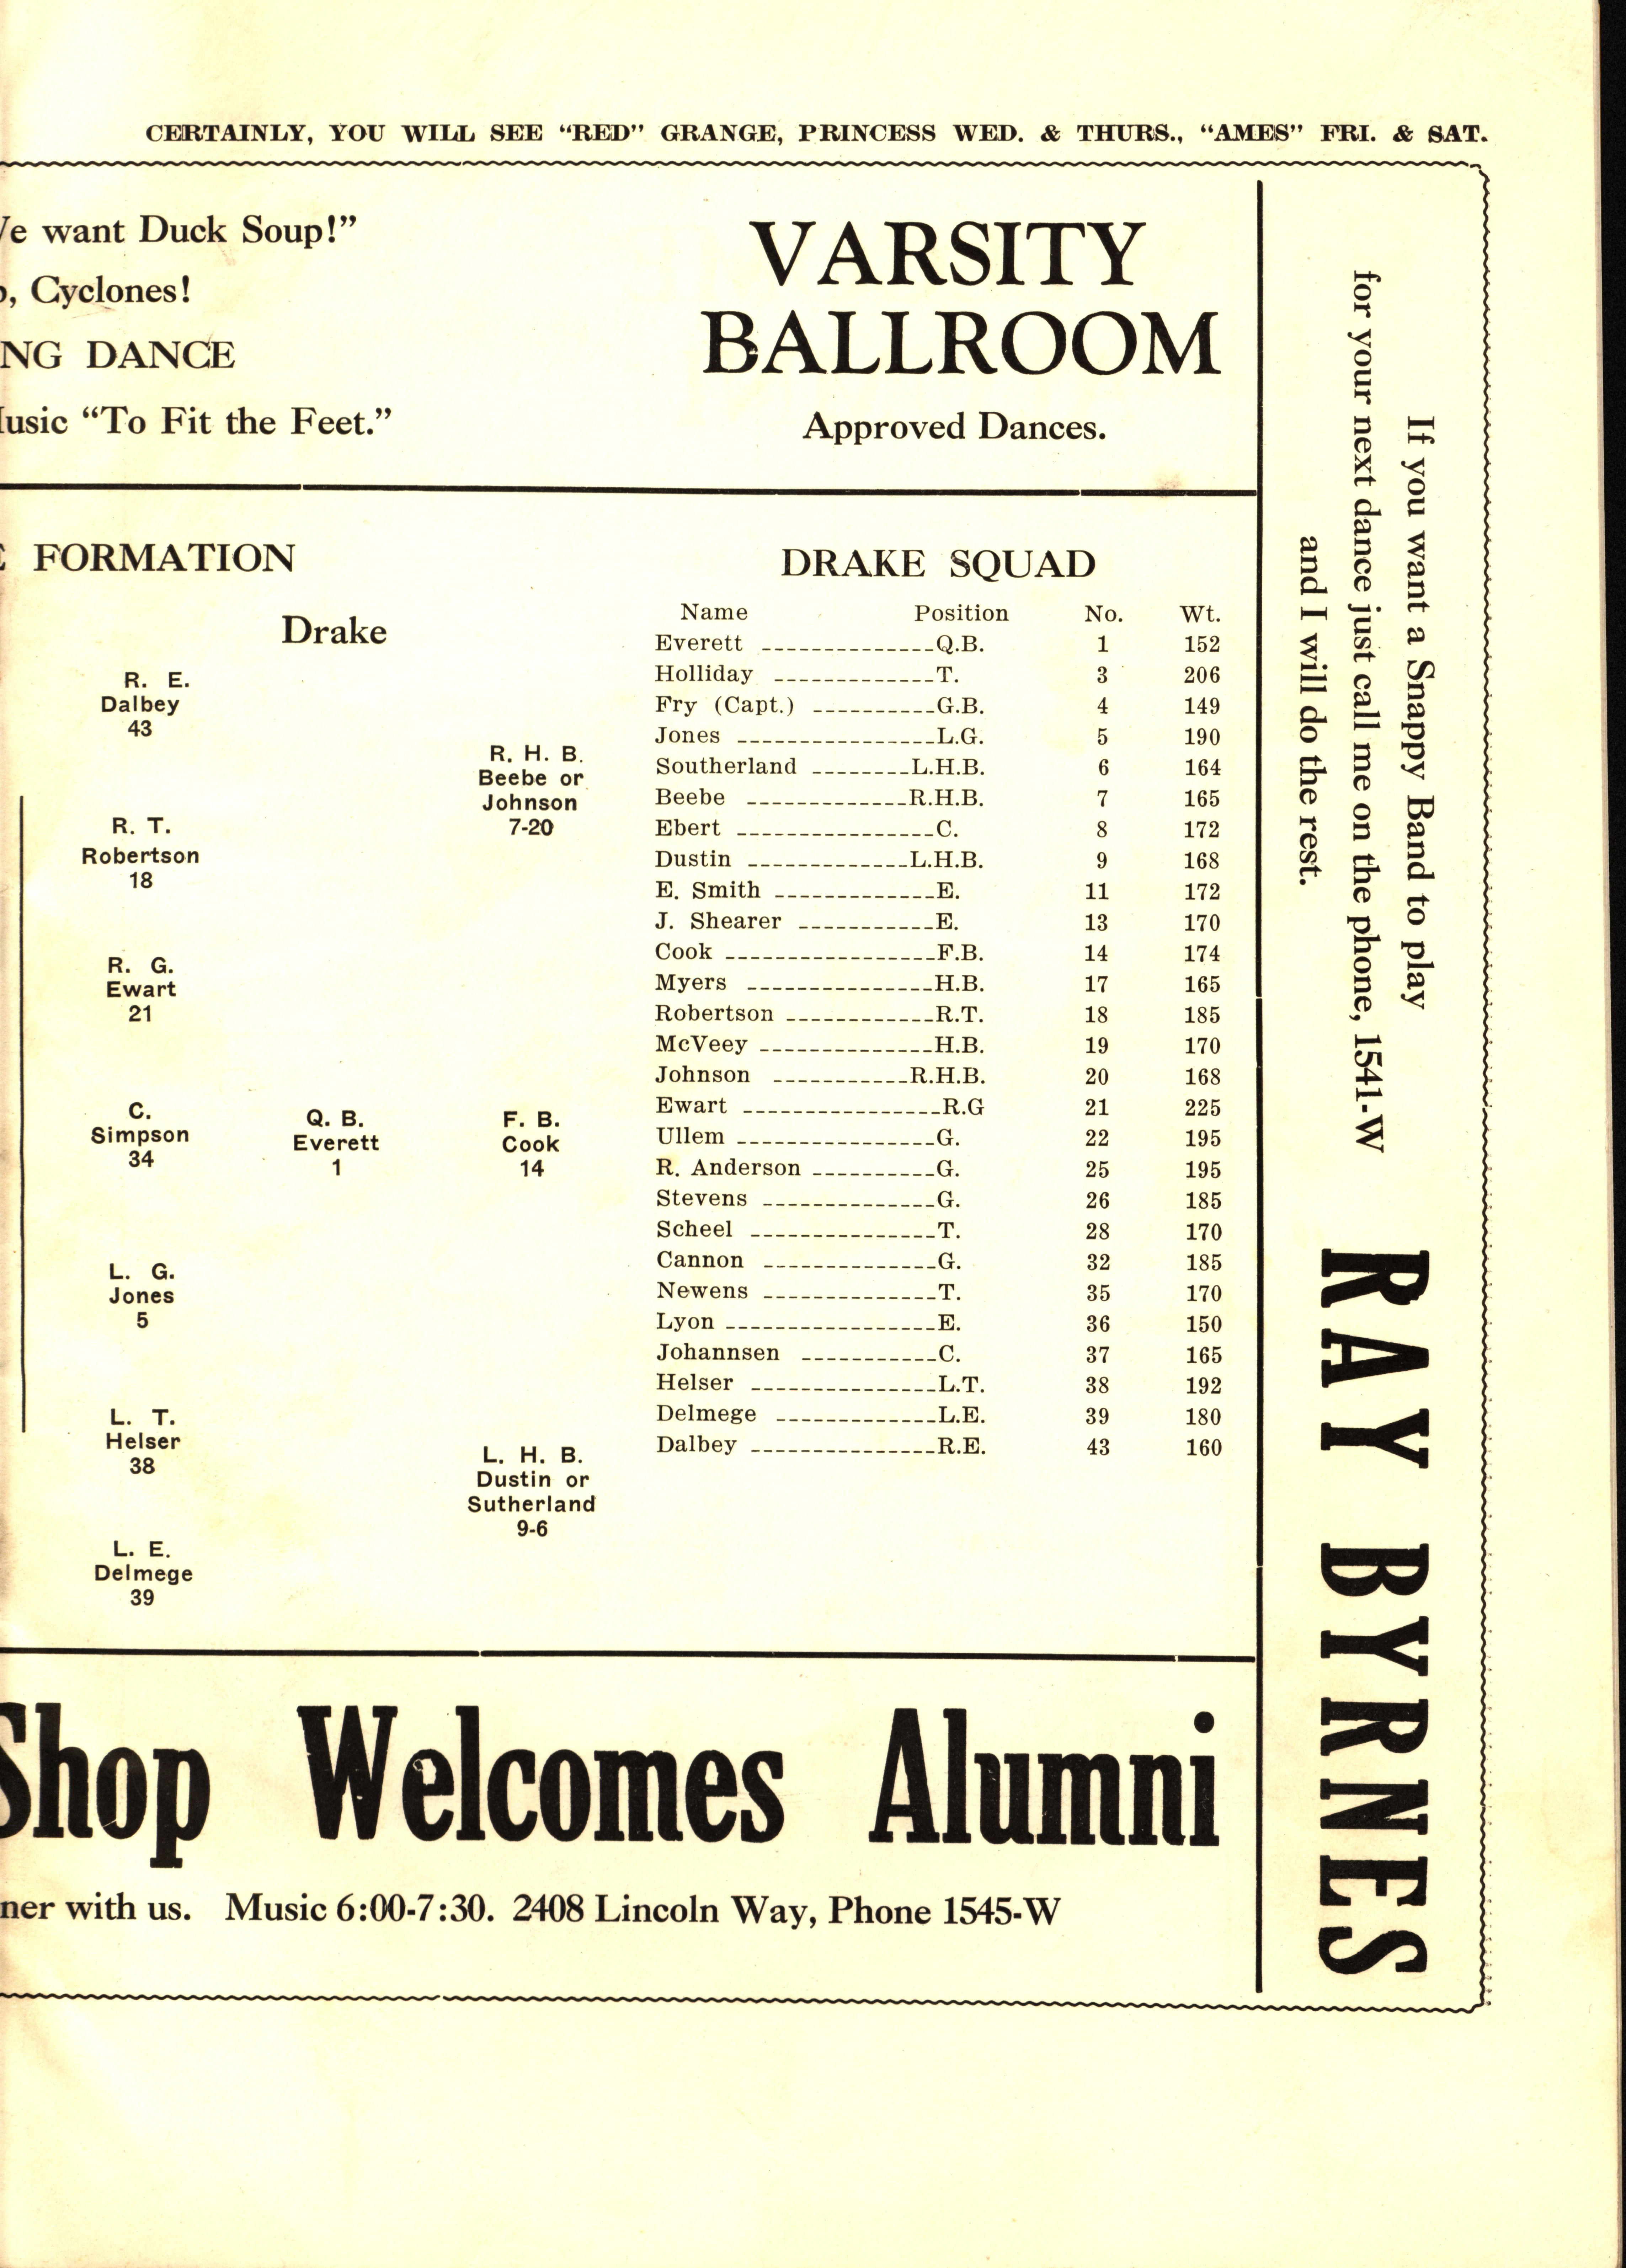 CERTAINLY, YOU WILL SEE “RED” GRANGE, PRINCESS WED. & THURS., “AMES” FRI. & SAT.
want Duck Soup!”
Cyclones!
DANCE
“To Fit the Feet.”
VARSITY
BALLROOM
Approved Dances.
FORMATION
Drake
R. E.
Dalbey
43
R. H. B.
Beebe or
Johnson
7-20
R. T.
Robertson
18
R. G.
Ewart
21
C.
Simpson
34
Q. B.
Everett
1
F. B.
Cook
14
L. G.
Jones
5
L. T.
Helser
38
L. H. B.
Dustin or
Sutherland
9-6
L. E.
Delmege
39
DRAKE SQUAD
Name Position No. Wt.
Everett --------------Q.B. 1 152
Holliday -------------T. 3 206
Fry (Capt.) ----------G.B. 4 149
Jones ----------------L.G. 5 190
Southerland --------L.H.B. 6 164
Beebe -------------R.H.B. 7 165
Ebert ----------------C. 8 172
Dustin -------------L.H.B. 9 168
E. Smith -------------E. 11 172
J. Shearer -----------E. 13 170
Cook -----------------F.B. 14 174
Myers ---------------H.B. 17 165
Robertson ------------R.T. 18 185
McVeey --------------H.B. 19 170
Johnson -----------R.H.B. 20 168
Ewart ----------------R.G 21 225
Ullem ----------------G. 22 195
R. Anderson ----------G. 25 195
Stevens --------------G. 26 185
Scheel ---------------T. 28 170
Cannon --------------G. 32 185
Newens --------------T. 35 170
Lyon -----------------E. 36 150
Johannsen -----------C. 37 165
Helser ---------------L.T. 38 192
Delmege -------------L.E. 39 180
Dalbey ---------------R.E. 43 160
Shop Welcomes Alumni
with us. Music 6:00-7:30. 2408 Lincoln Way, Phone 1545-W
If you want a Snappy Band to play
for your next dance just call me on the phone, 1541-W
and I will do the rest.
RAY BYRNES